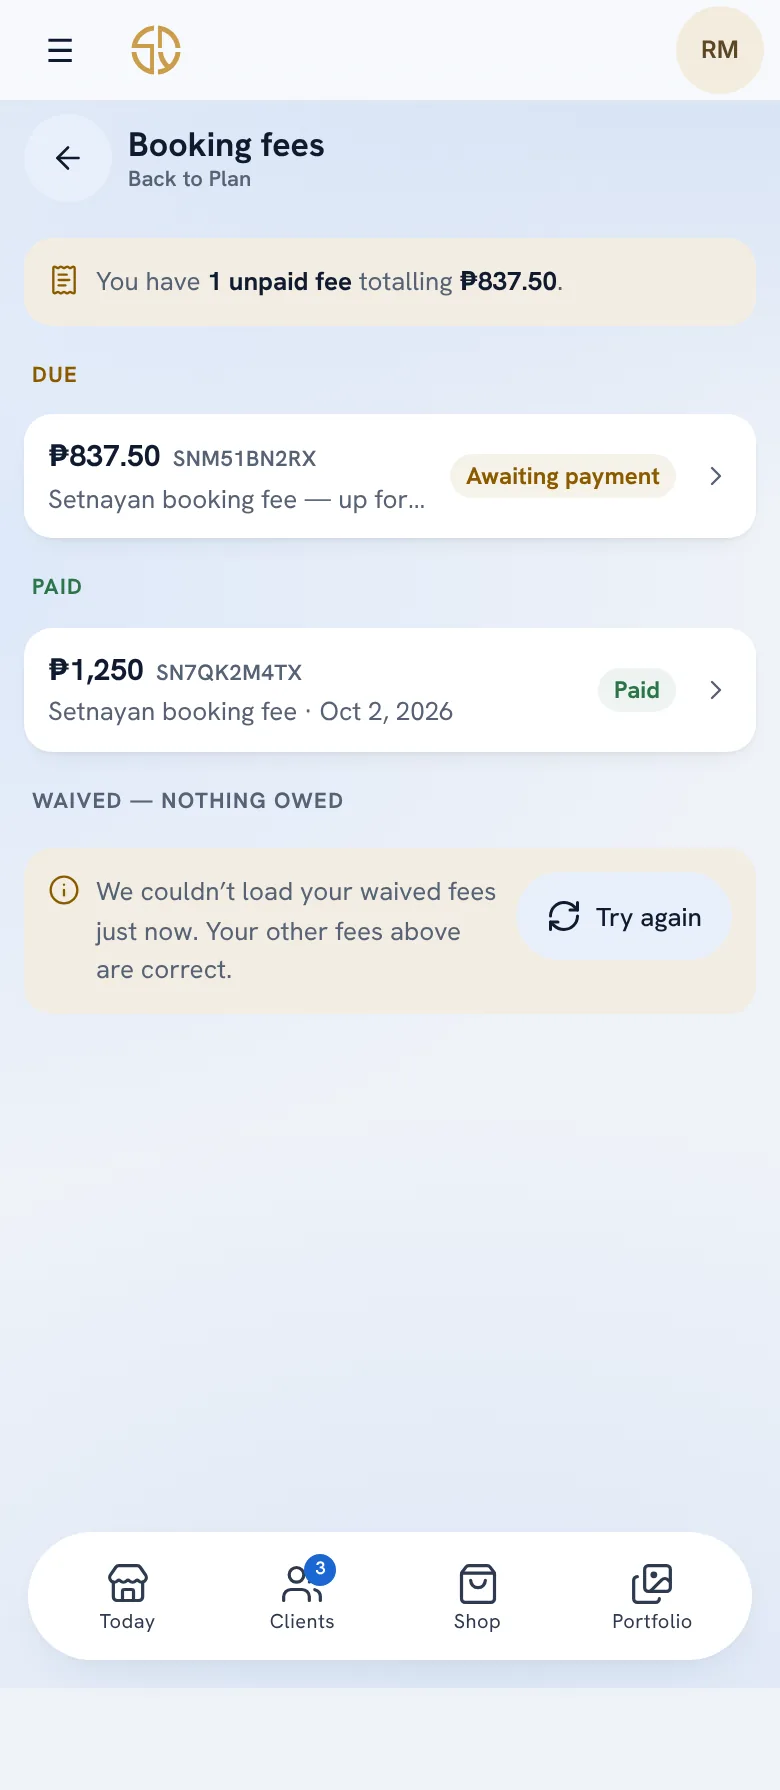 RM
Booking fees
Back to Plan
You have 1 unpaid fee totalling ₱837.50.
DUE
₱837.50 SNM51BN2RX
Setnayan booking fee — up for...
Awaiting payment
PAID
₱1,250 SN7QK2M4TX
Setnayan booking fee · Oct 2, 2026
Paid
WAIVED — NOTHING OWED
We couldn’t load your waived fees
just now. Your other fees above
are correct.
Try again
3
Today
Clients
Shop
Portfolio